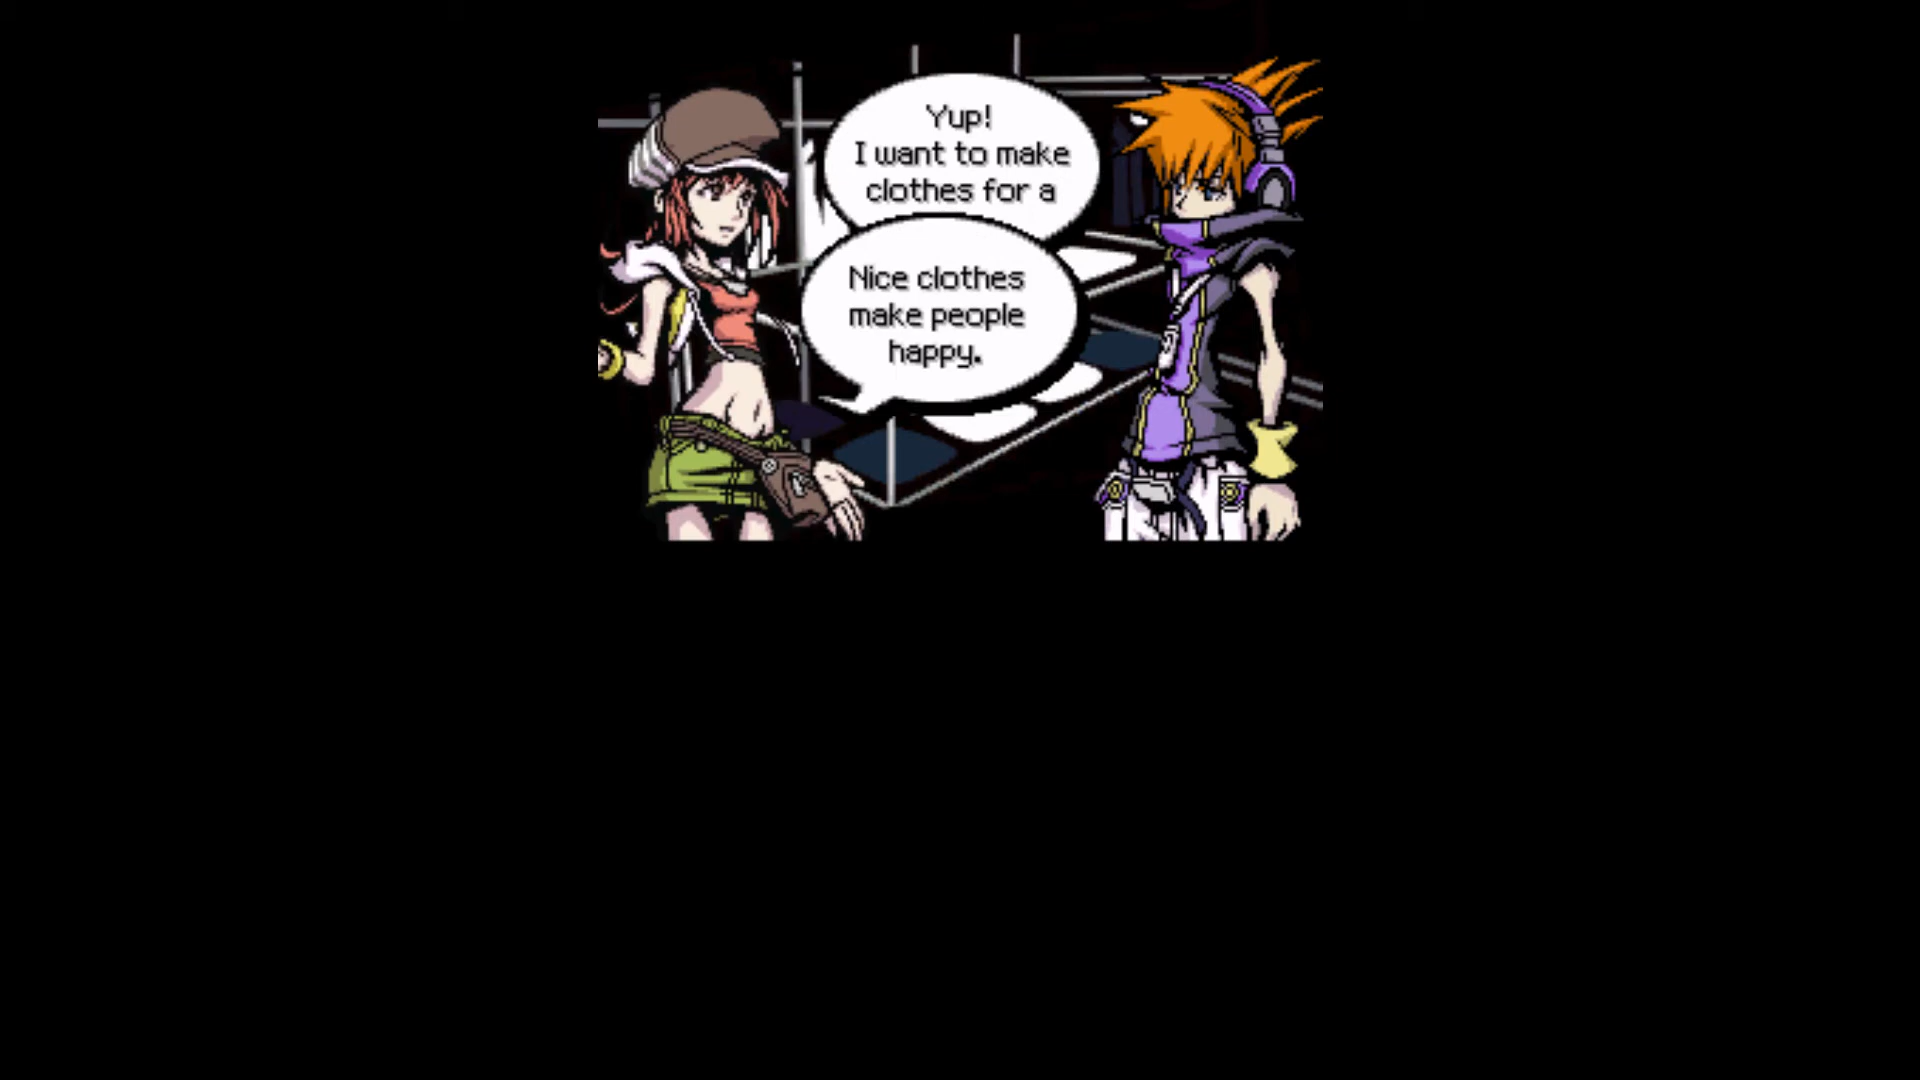 Yup!
I want to make
clothes for a
Nice clothes
make people
happy.